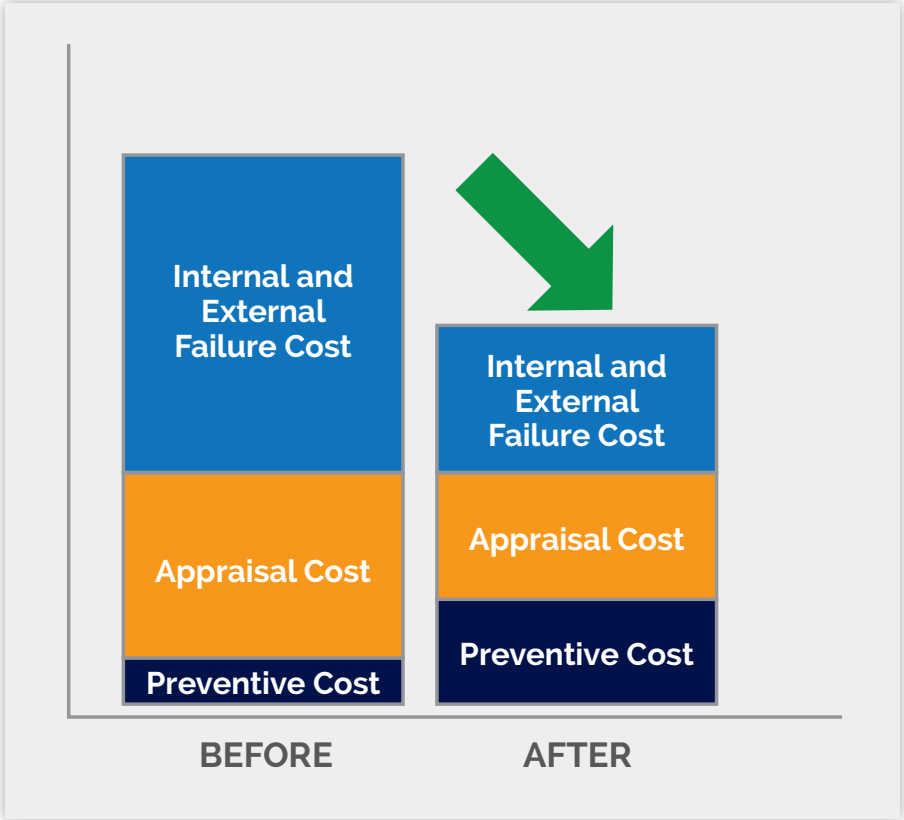 Internal and
External
Failure Cost
Appraisal Cost
Preventive Cost
Internal and
External
Failure Cost
Appraisal Cost
Preventive Cost
BEFORE
AFTER